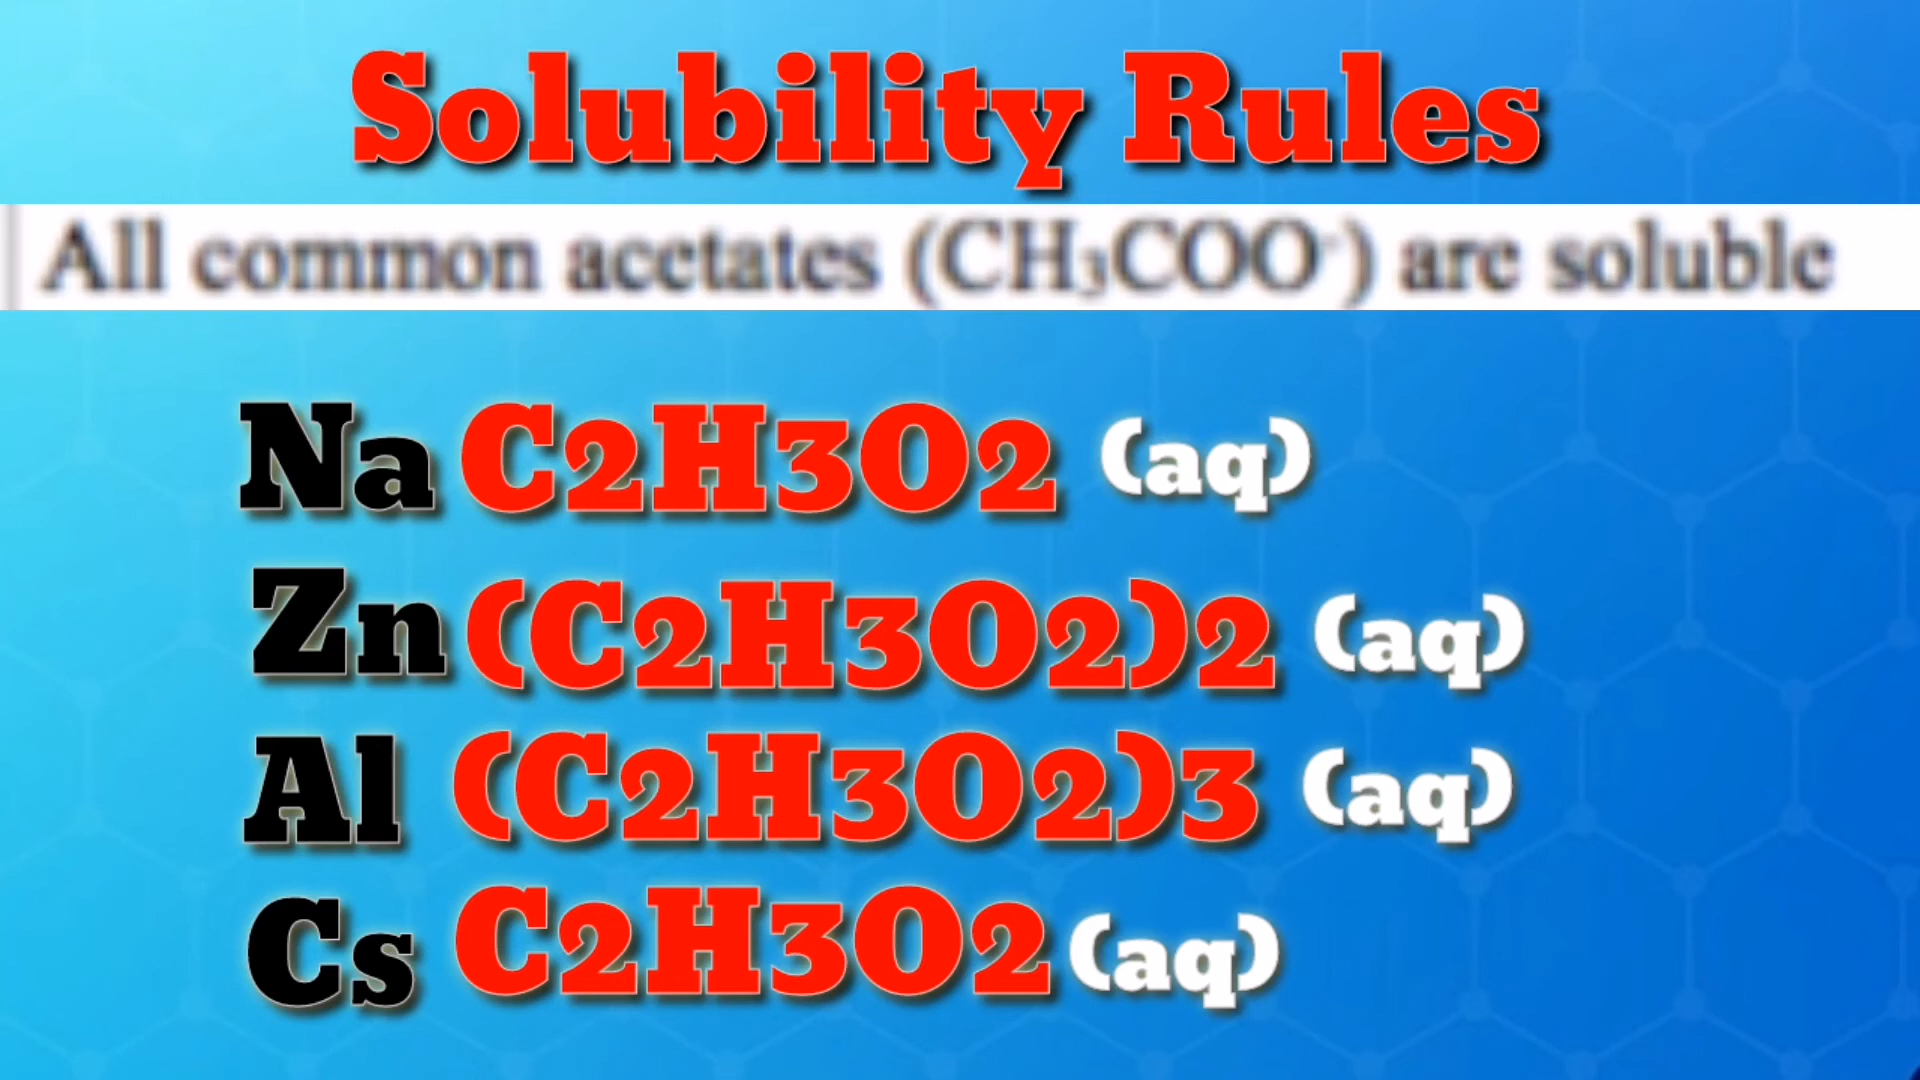 Solubility Rules
All common acetates (CH₃COO⁻) are soluble
Na C2H3O2 (aq)
Zn (C2H3O2)2 (aq)
Al (C2H3O2)3 (aq)
Cs C2H3O2 (aq)